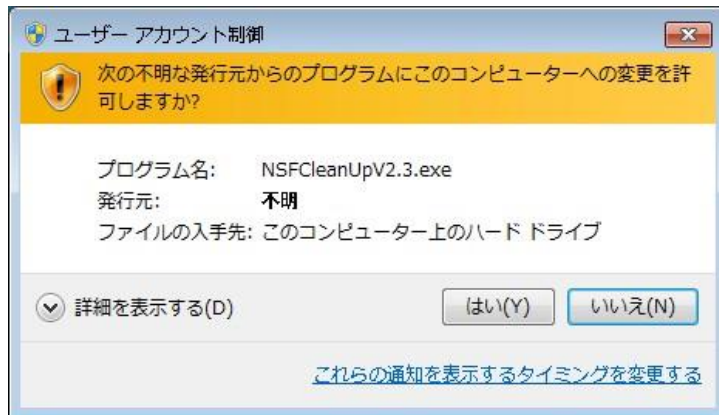 ユーザー アカウント制御
次の不明な発行元からのプログラムにこのコンピューターへの変更を許
可しますか?
プログラム名: NSFCleanUpV2.3.exe
発行元: 不明
ファイルの入手先: このコンピューター上のハード ドライブ
詳細を表示する(D) はい(Y) いいえ(N)
これらの通知を表示するタイミングを変更する